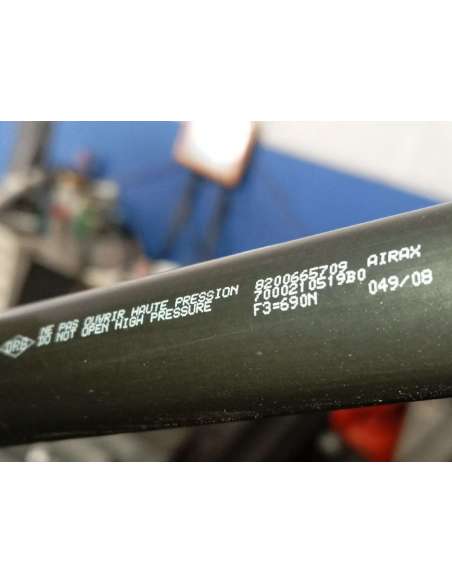 NE PAS OUVRIR HAUTE PRESSION 8200665709 AIRAX
DO NOT OPEN HIGH PRESSURE 7000210519B0 049/08
F3=690N